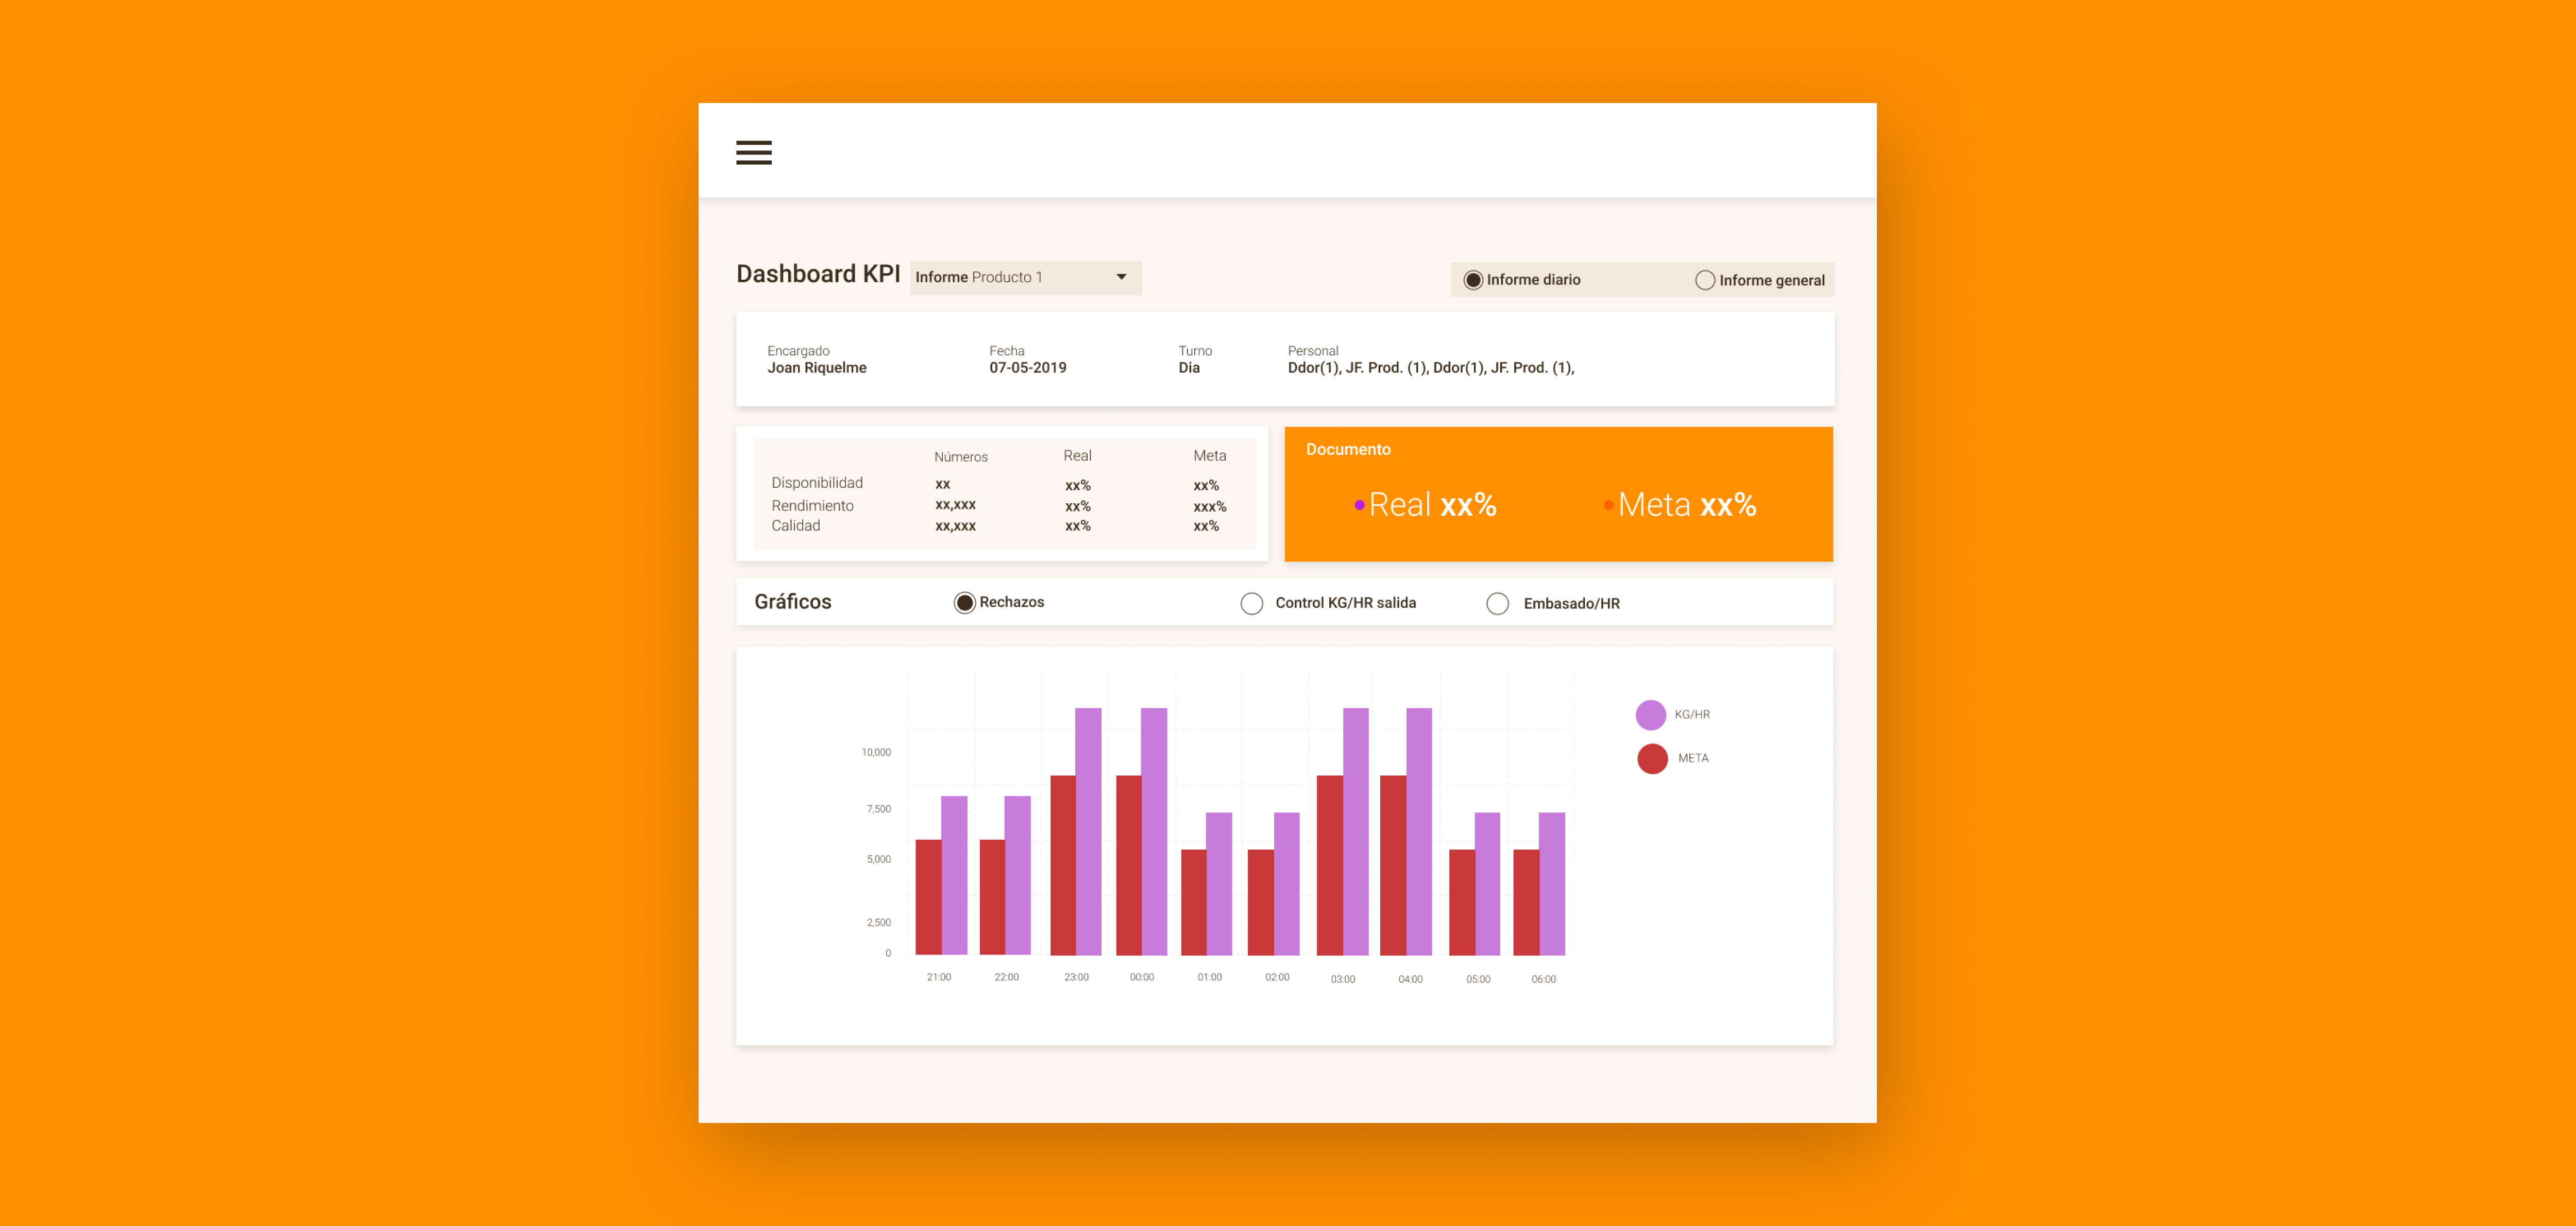 Dashboard KPI Informe Producto 1 Informe diario Informe general
Encargado Fecha Turno Personal
Joan Riquelme 07-05-2019 Dia Ddor(1), JF. Prod. (1), Ddor(1), JF. Prod. (1),
Números Real Meta
Disponibilidad xx xx% xx%
Rendimiento xx,xxx xx% xxx%
Calidad xx,xxx xx% xx%
Documento
Real xx% Meta xx%
Gráficos Rechazos Control KG/HR salida Embasado/HR
KG/HR
META
10,000
7,500
5,000
2,500
0
21:00 22:00 23:00 00:00 01:00 02:00 03:00 04:00 05:00 06:00